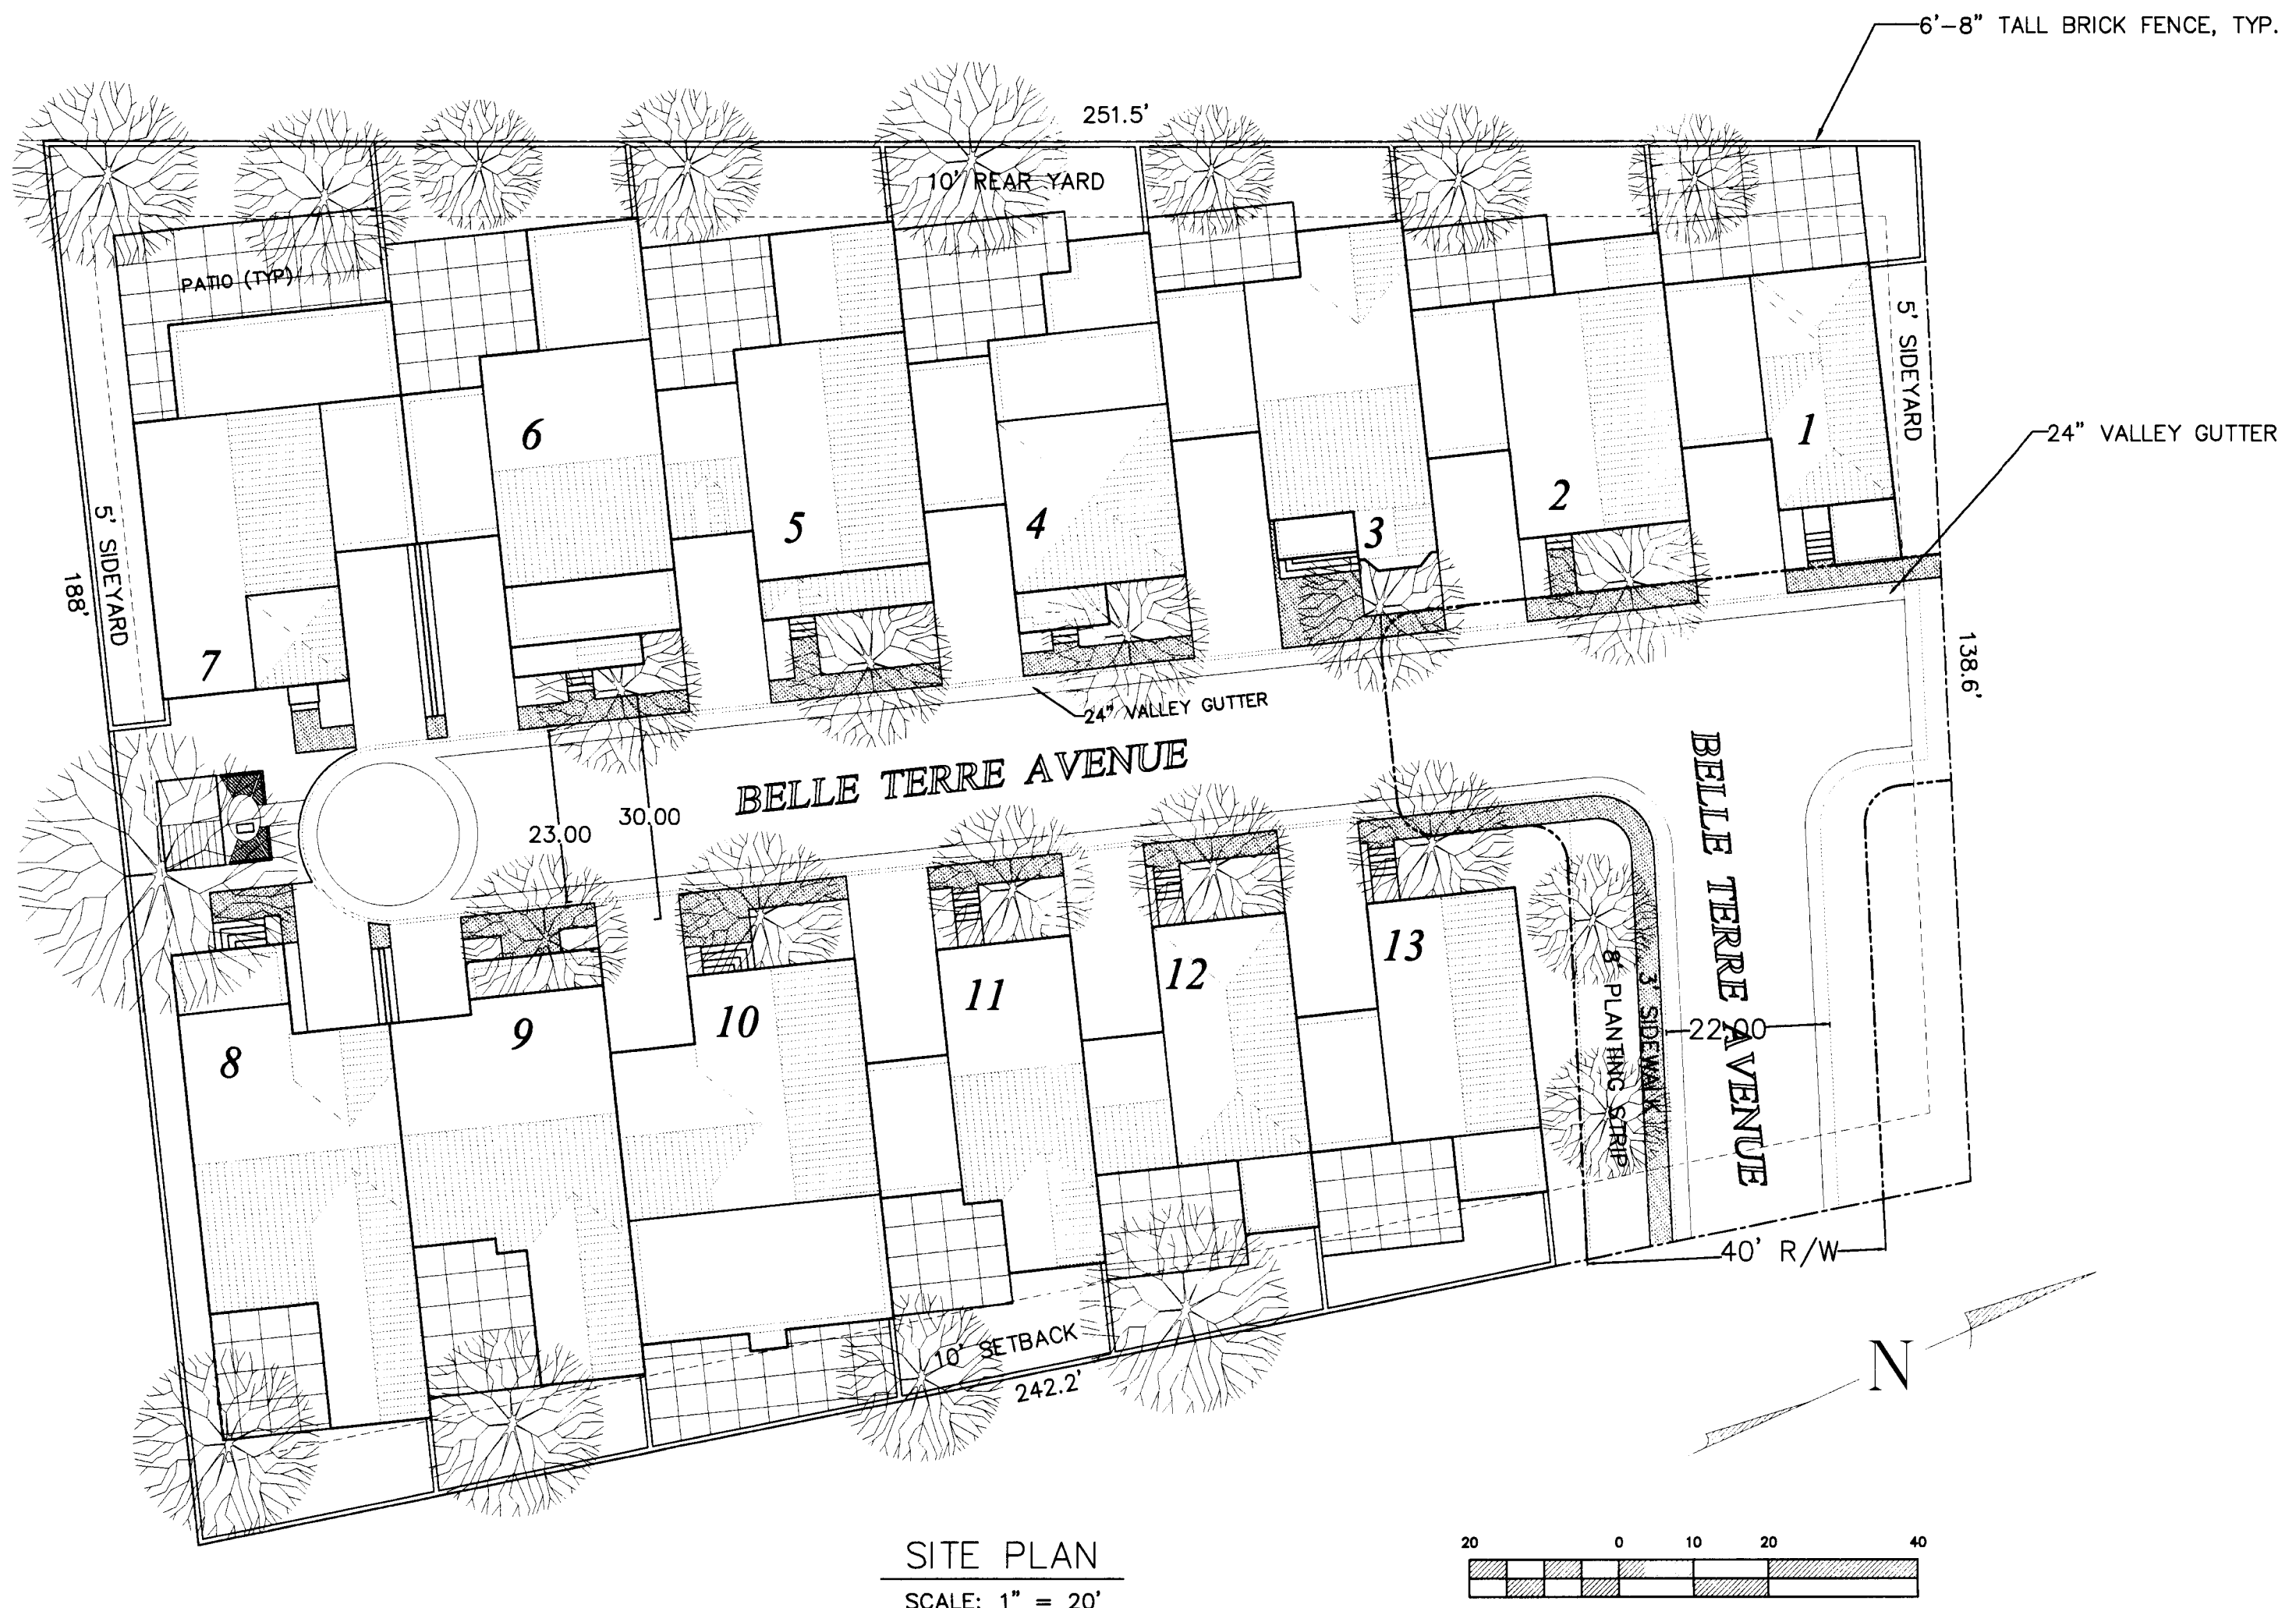 6'-8" TALL BRICK FENCE, TYP.
251.5'
10' REAR YARD
PATIO (TYP)
5' SIDEYARD
24" VALLEY GUTTER
6
1
2
5
4
3
5' SIDEYARD
188'
7
138.6'
24" VALLEY GUTTER
BELLE TERRE AVENUE
BELLE TERRE AVENUE
23.00
30.00
13
12
11
10
9
8
8' PLANTING STRIP
3' SIDEWALK
22.00
40' R/W
10' SETBACK
242.2'
N
SITE PLAN
SCALE: 1" = 20'
20 0 10 20 40